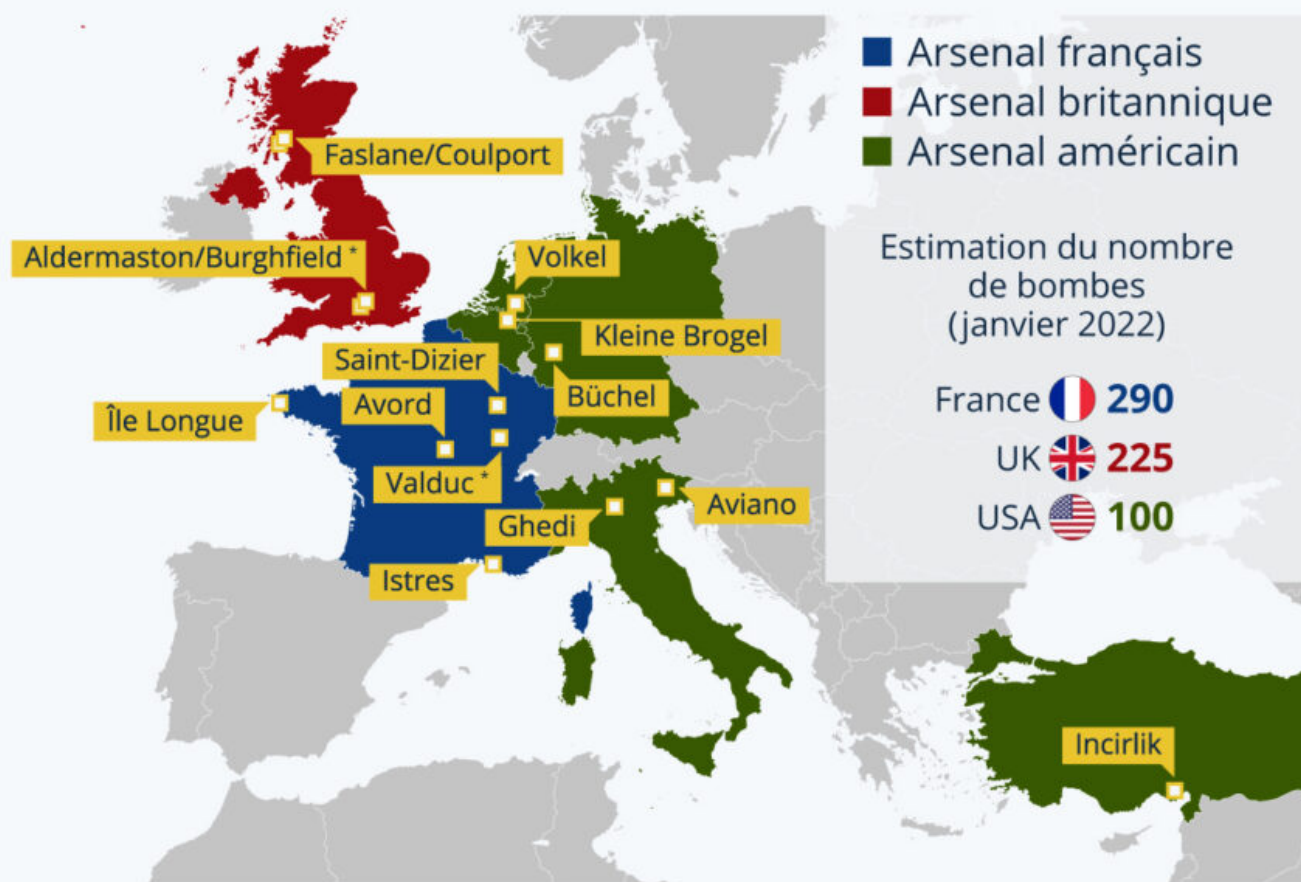 Arsenal français
Arsenal britannique
Arsenal américain
Estimation du nombre
de bombes
(janvier 2022)
France 290
UK 225
USA 100
Faslane/Coulport
Aldermaston/Burghfield *
Volkel
Kleine Brogel
Saint-Dizier
Büchel
Avord
Île Longue
Valduc *
Ghedi
Aviano
Istres
Incirlik